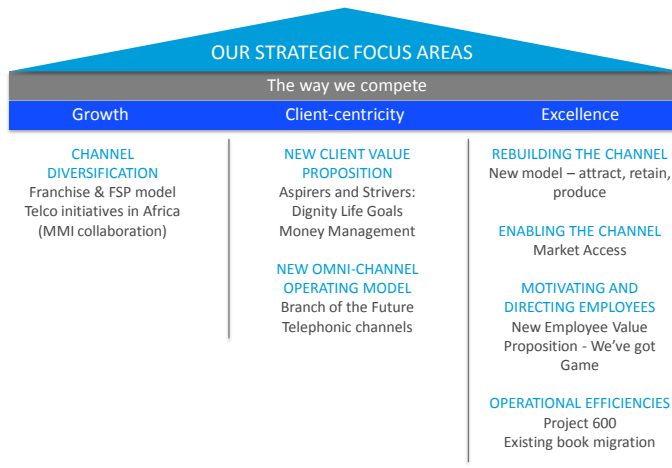 OUR STRATEGIC FOCUS AREAS
The way we compete
Growth
Client-centricity
Excellence
CHANNEL
DIVERSIFICATION
Franchise & FSP model
Telco initiatives in Africa
(MMI collaboration)
NEW CLIENT VALUE
PROPOSITION
Aspirers and Strivers:
Dignity Life Goals
Money Management
NEW OMNI-CHANNEL
OPERATING MODEL
Branch of the Future
Telephonic channels
REBUILDING THE CHANNEL
New model – attract, retain,
produce
ENABLING THE CHANNEL
Market Access
MOTIVATING AND
DIRECTING EMPLOYEES
New Employee Value
Proposition - We’ve got
Game
OPERATIONAL EFFICIENCIES
Project 600
Existing book migration